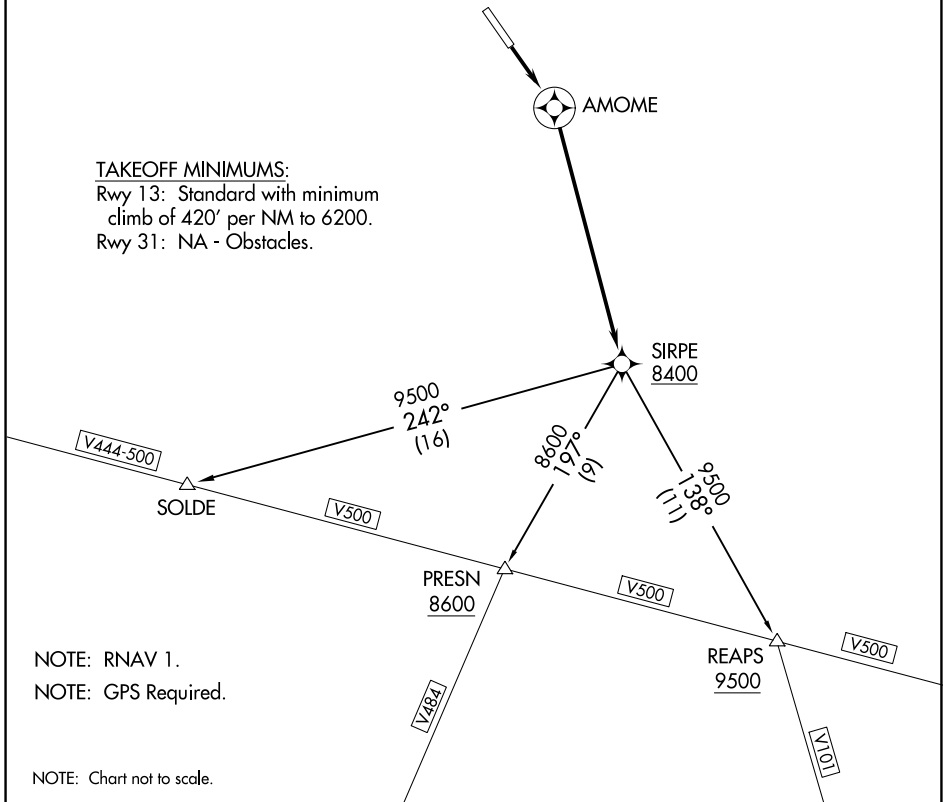 AMOME
TAKEOFF MINIMUMS:
Rwy 13: Standard with minimum
climb of 420' per NM to 6200.
Rwy 31: NA - Obstacles.
SIRPE
8400
9500
242°
(16)
8600
197°
(9)
9500
138°
(11)
V444-500
SOLDE
V500
PRESN
8600
V500
REAPS
9500
V500
NOTE: RNAV 1.
NOTE: GPS Required.
V484
V101
NOTE: Chart not to scale.